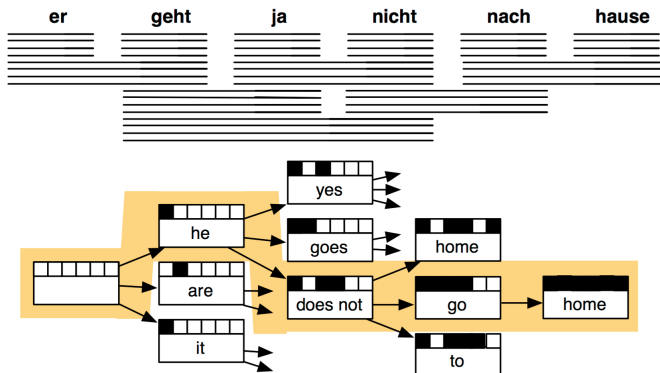 er geht ja nicht nach hause
yes
he goes home
are does not go home
it to